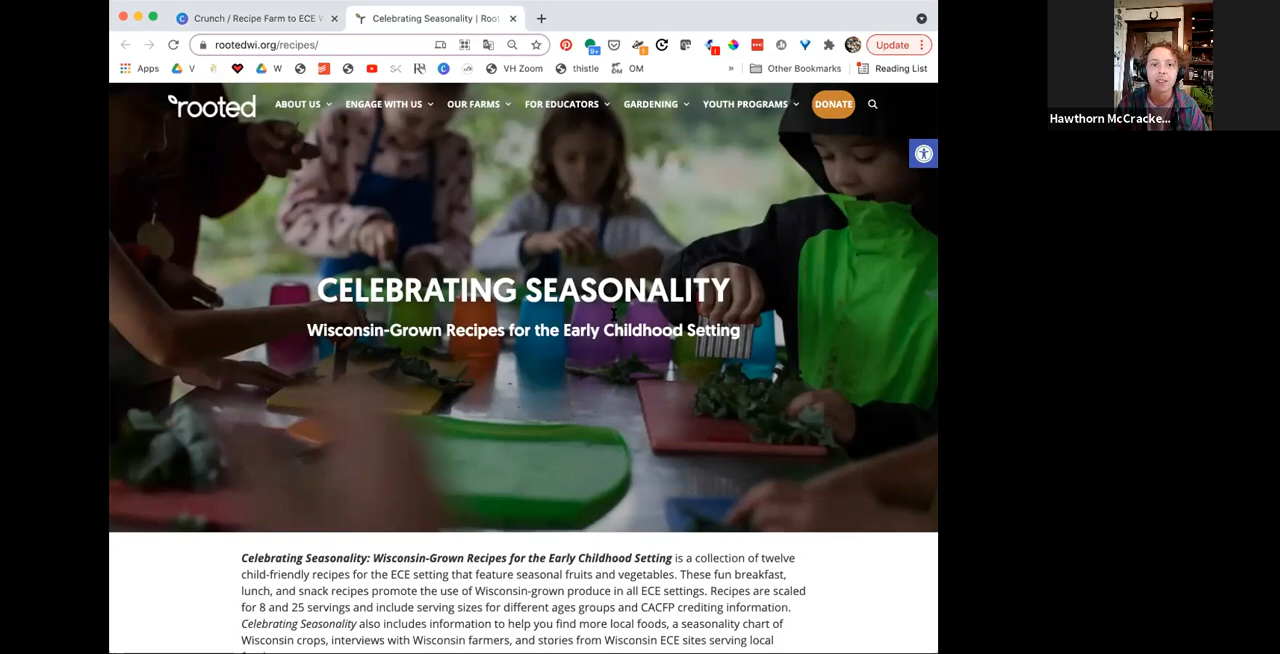 Crunch / Recipe Farm to ECE
Celebrating Seasonality | Root
rootedwi.org/recipes/
9+
Update
Apps
V
W
VH Zoom
thistle
OM
»
Other Bookmarks
Reading List
rooted
ABOUT US
ENGAGE WITH US
OUR FARMS
FOR EDUCATORS
GARDENING
YOUTH PROGRAMS
DONATE
Hawthorn McCracke...
CELEBRATING SEASONALITY
Wisconsin-Grown Recipes for the Early Childhood Setting
Celebrating Seasonality: Wisconsin-Grown Recipes for the Early Childhood Setting is a collection of twelve
child-friendly recipes for the ECE setting that feature seasonal fruits and vegetables. These fun breakfast,
lunch, and snack recipes promote the use of Wisconsin-grown produce in all ECE settings. Recipes are scaled
for 8 and 25 servings and include serving sizes for different ages groups and CACFP crediting information.
Celebrating Seasonality also includes information to help you find more local foods, a seasonality chart of
Wisconsin crops, interviews with Wisconsin farmers, and stories from Wisconsin ECE sites serving local